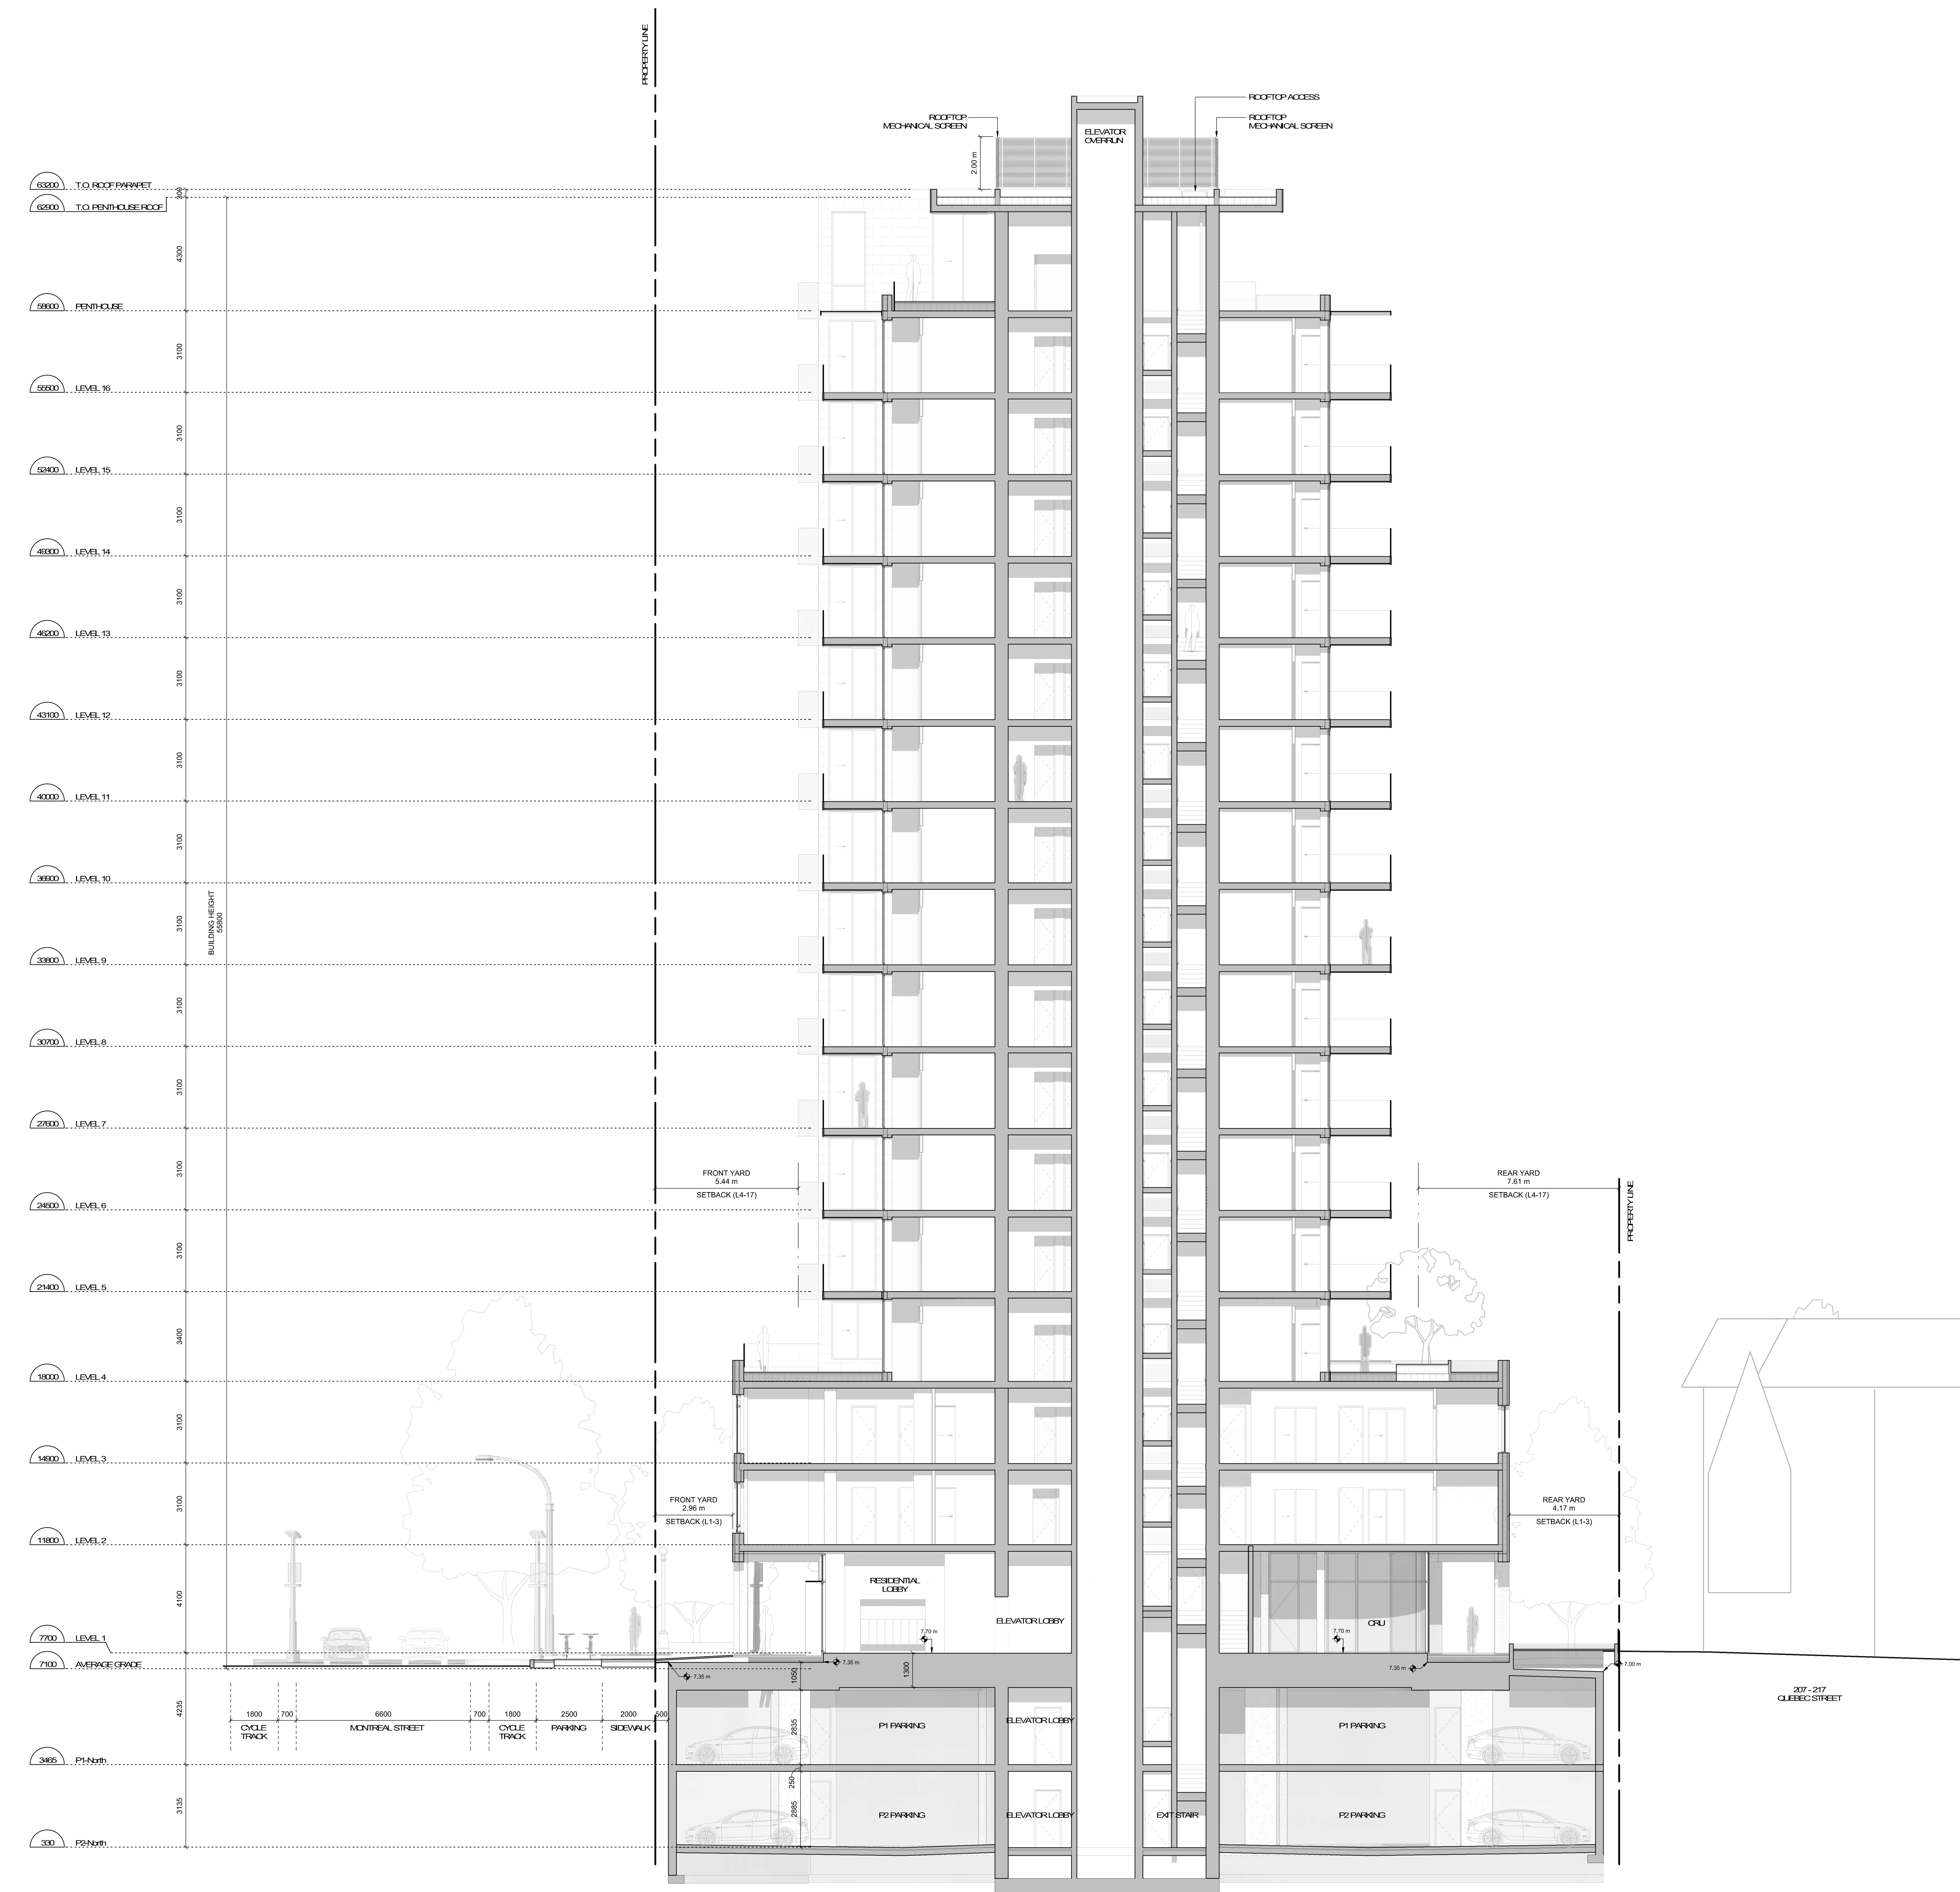 PROPERTY LINE
ROOFTOP ACCESS
ROOFTOP
MECHANICAL SCREEN
ROOFTOP
MECHANICAL SCREEN
ELEVATOR
OVERRUN
2.00 m
63200 T.O. ROOF PARAPET
300
62900 T.O. PENTHOUSE ROOF
4300
58600 PENTHOUSE
3100
55500 LEVEL 16
3100
52400 LEVEL 15
3100
49300 LEVEL 14
3100
46200 LEVEL 13
3100
43100 LEVEL 12
3100
40000 LEVEL 11
3100
36900 LEVEL 10
BUILDING HEIGHT
55800
3100
33800 LEVEL 9
3100
30700 LEVEL 8
3100
27600 LEVEL 7
3100
FRONT YARD
5.44 m
SETBACK (L4-17)
REAR YARD
7.61 m
SETBACK (L4-17)
PROPERTY LINE
24500 LEVEL 6
3100
21400 LEVEL 5
3400
18000 LEVEL 4
3100
14900 LEVEL 3
3100
FRONT YARD
2.96 m
SETBACK (L1-3)
REAR YARD
4.17 m
SETBACK (L1-3)
11800 LEVEL 2
4100
RESIDENTIAL
LOBBY
ELEVATOR LOBBY
CRU
7.70 m
7.70 m
7700 LEVEL 1
7100 AVERAGE GRADE
7.35 m
7.35 m
7.35 m
7.00 m
1050
1300
4235
207 - 217
QUEBEC STREET
1800
700
6600
700
1800
2500
2000
500
CYCLE
TRACK
MONTREAL STREET
CYCLE
TRACK
PARKING
SIDEWALK
P1 PARKING
2835
ELEVATOR LOBBY
P1 PARKING
3465 P1-North
250
3135
P2 PARKING
2885
ELEVATOR LOBBY
EXIT STAIR
P2 PARKING
330 P2-North